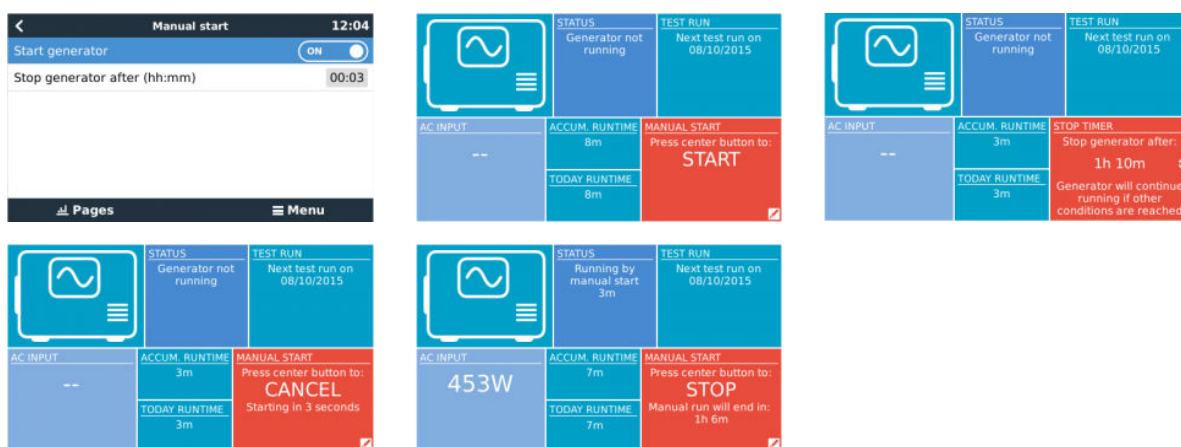 Manual start 12:04
Start generator ON
Stop generator after (hh:mm) 00:03
Pages Menu
STATUS
Generator not
running
TEST RUN
Next test run on
08/10/2015
AC INPUT
--
ACCUM. RUNTIME
8m
TODAY RUNTIME
8m
MANUAL START
Press center button to:
START
STATUS
Generator not
running
TEST RUN
Next test run on
08/10/2015
AC INPUT
--
ACCUM. RUNTIME
3m
TODAY RUNTIME
3m
STOP TIMER
Stop generator after:
1h 10m
Generator will continue
running if other
conditions are reached
STATUS
Generator not
running
TEST RUN
Next test run on
08/10/2015
AC INPUT
--
ACCUM. RUNTIME
3m
TODAY RUNTIME
3m
MANUAL START
Press center button to:
CANCEL
Starting in 3 seconds
STATUS
Running by
manual start
3m
TEST RUN
Next test run on
08/10/2015
AC INPUT
453W
ACCUM. RUNTIME
7m
TODAY RUNTIME
7m
MANUAL START
Press center button to:
STOP
Manual run will end in:
1h 6m